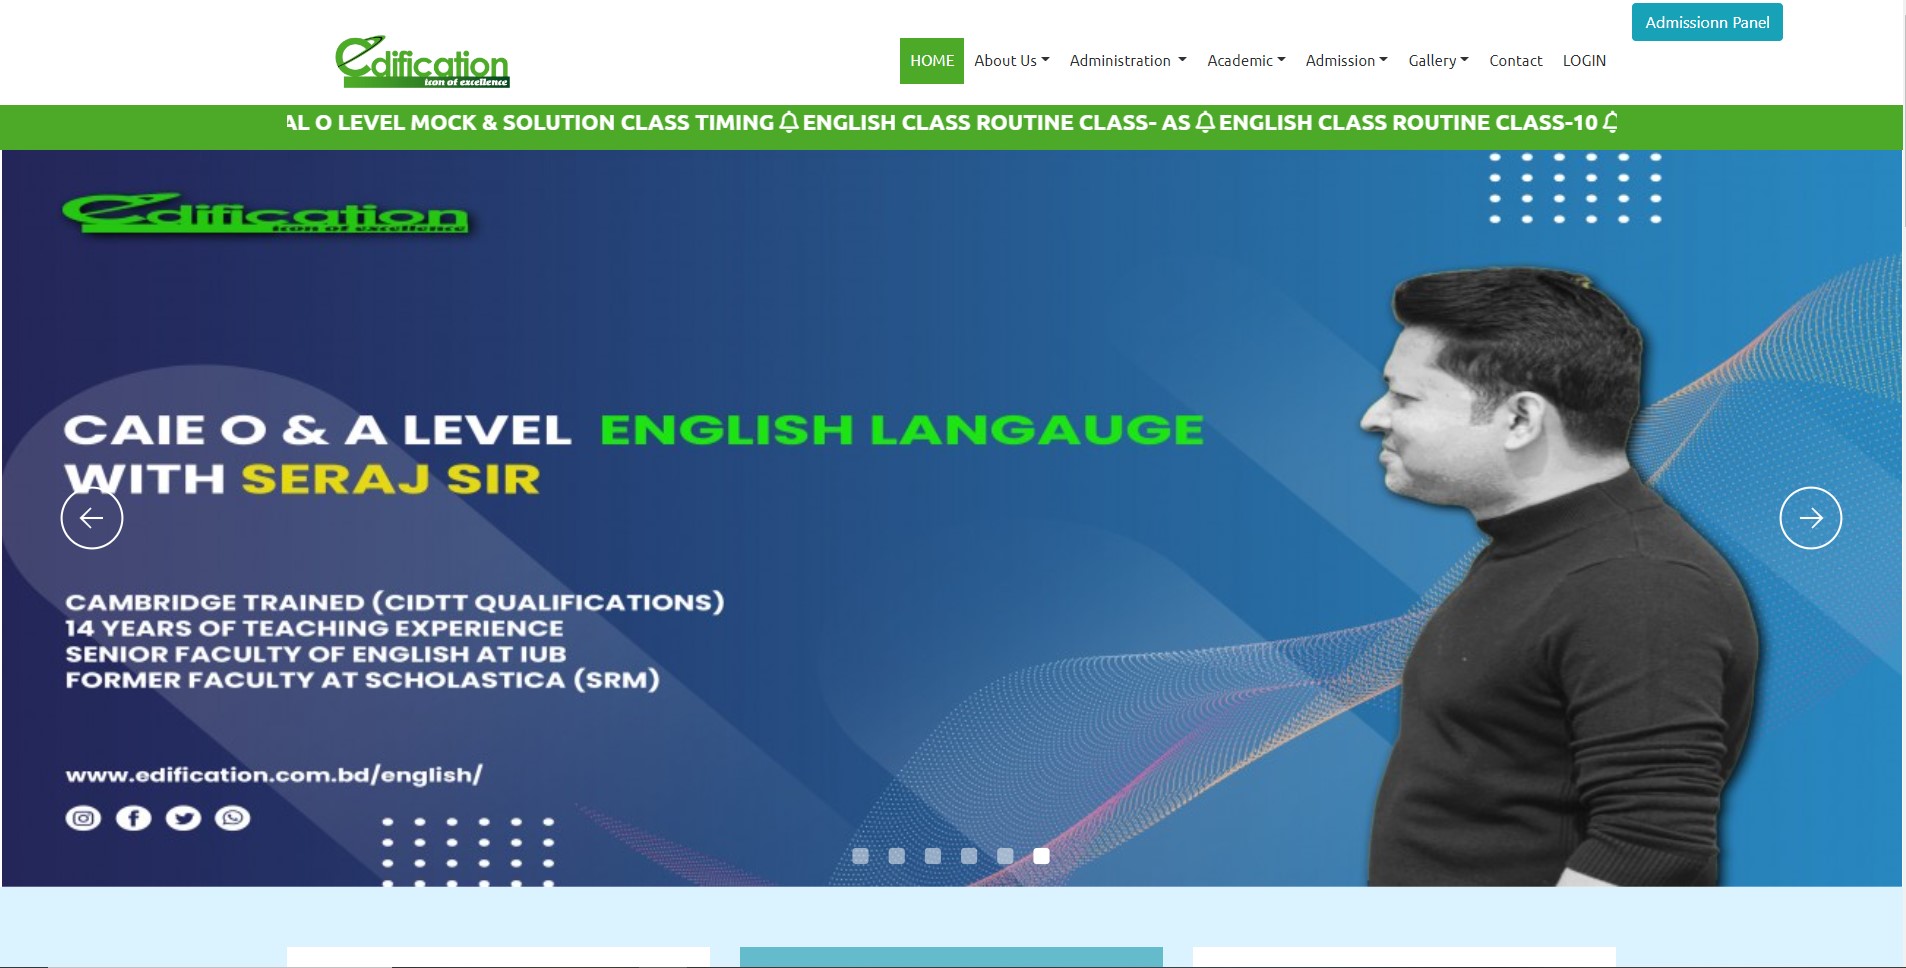 Admissionn Panel
edification
icon of excellence
HOME About Us Administration Academic Admission Gallery Contact LOGIN
AL O LEVEL MOCK & SOLUTION CLASS TIMING ENGLISH CLASS ROUTINE CLASS- AS ENGLISH CLASS ROUTINE CLASS-10
edification
icon of excellence
CAIE O & A LEVEL ENGLISH LANGAUGE
WITH SERAJ SIR
CAMBRIDGE TRAINED (CIDTT QUALIFICATIONS)
14 YEARS OF TEACHING EXPERIENCE
SENIOR FACULTY OF ENGLISH AT IUB
FORMER FACULTY AT SCHOLASTICA (SRM)
www.edification.com.bd/english/